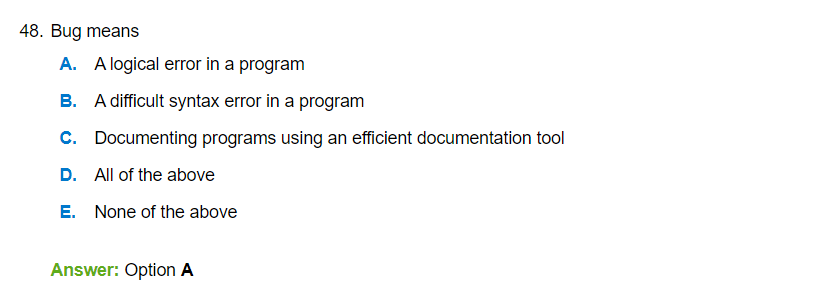 48. Bug means
A. A logical error in a program
B. A difficult syntax error in a program
C. Documenting programs using an efficient documentation tool
D. All of the above
E. None of the above
Answer: Option A